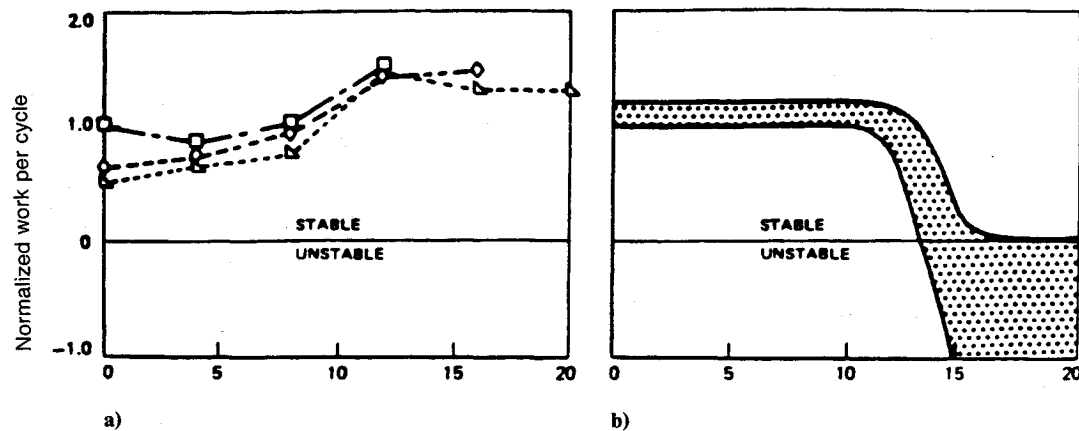 Normalized work per cycle
2.0
1.0
0
-1.0
STABLE
UNSTABLE
0 5 10 15 20
a)
STABLE
UNSTABLE
0 5 10 15 20
b)